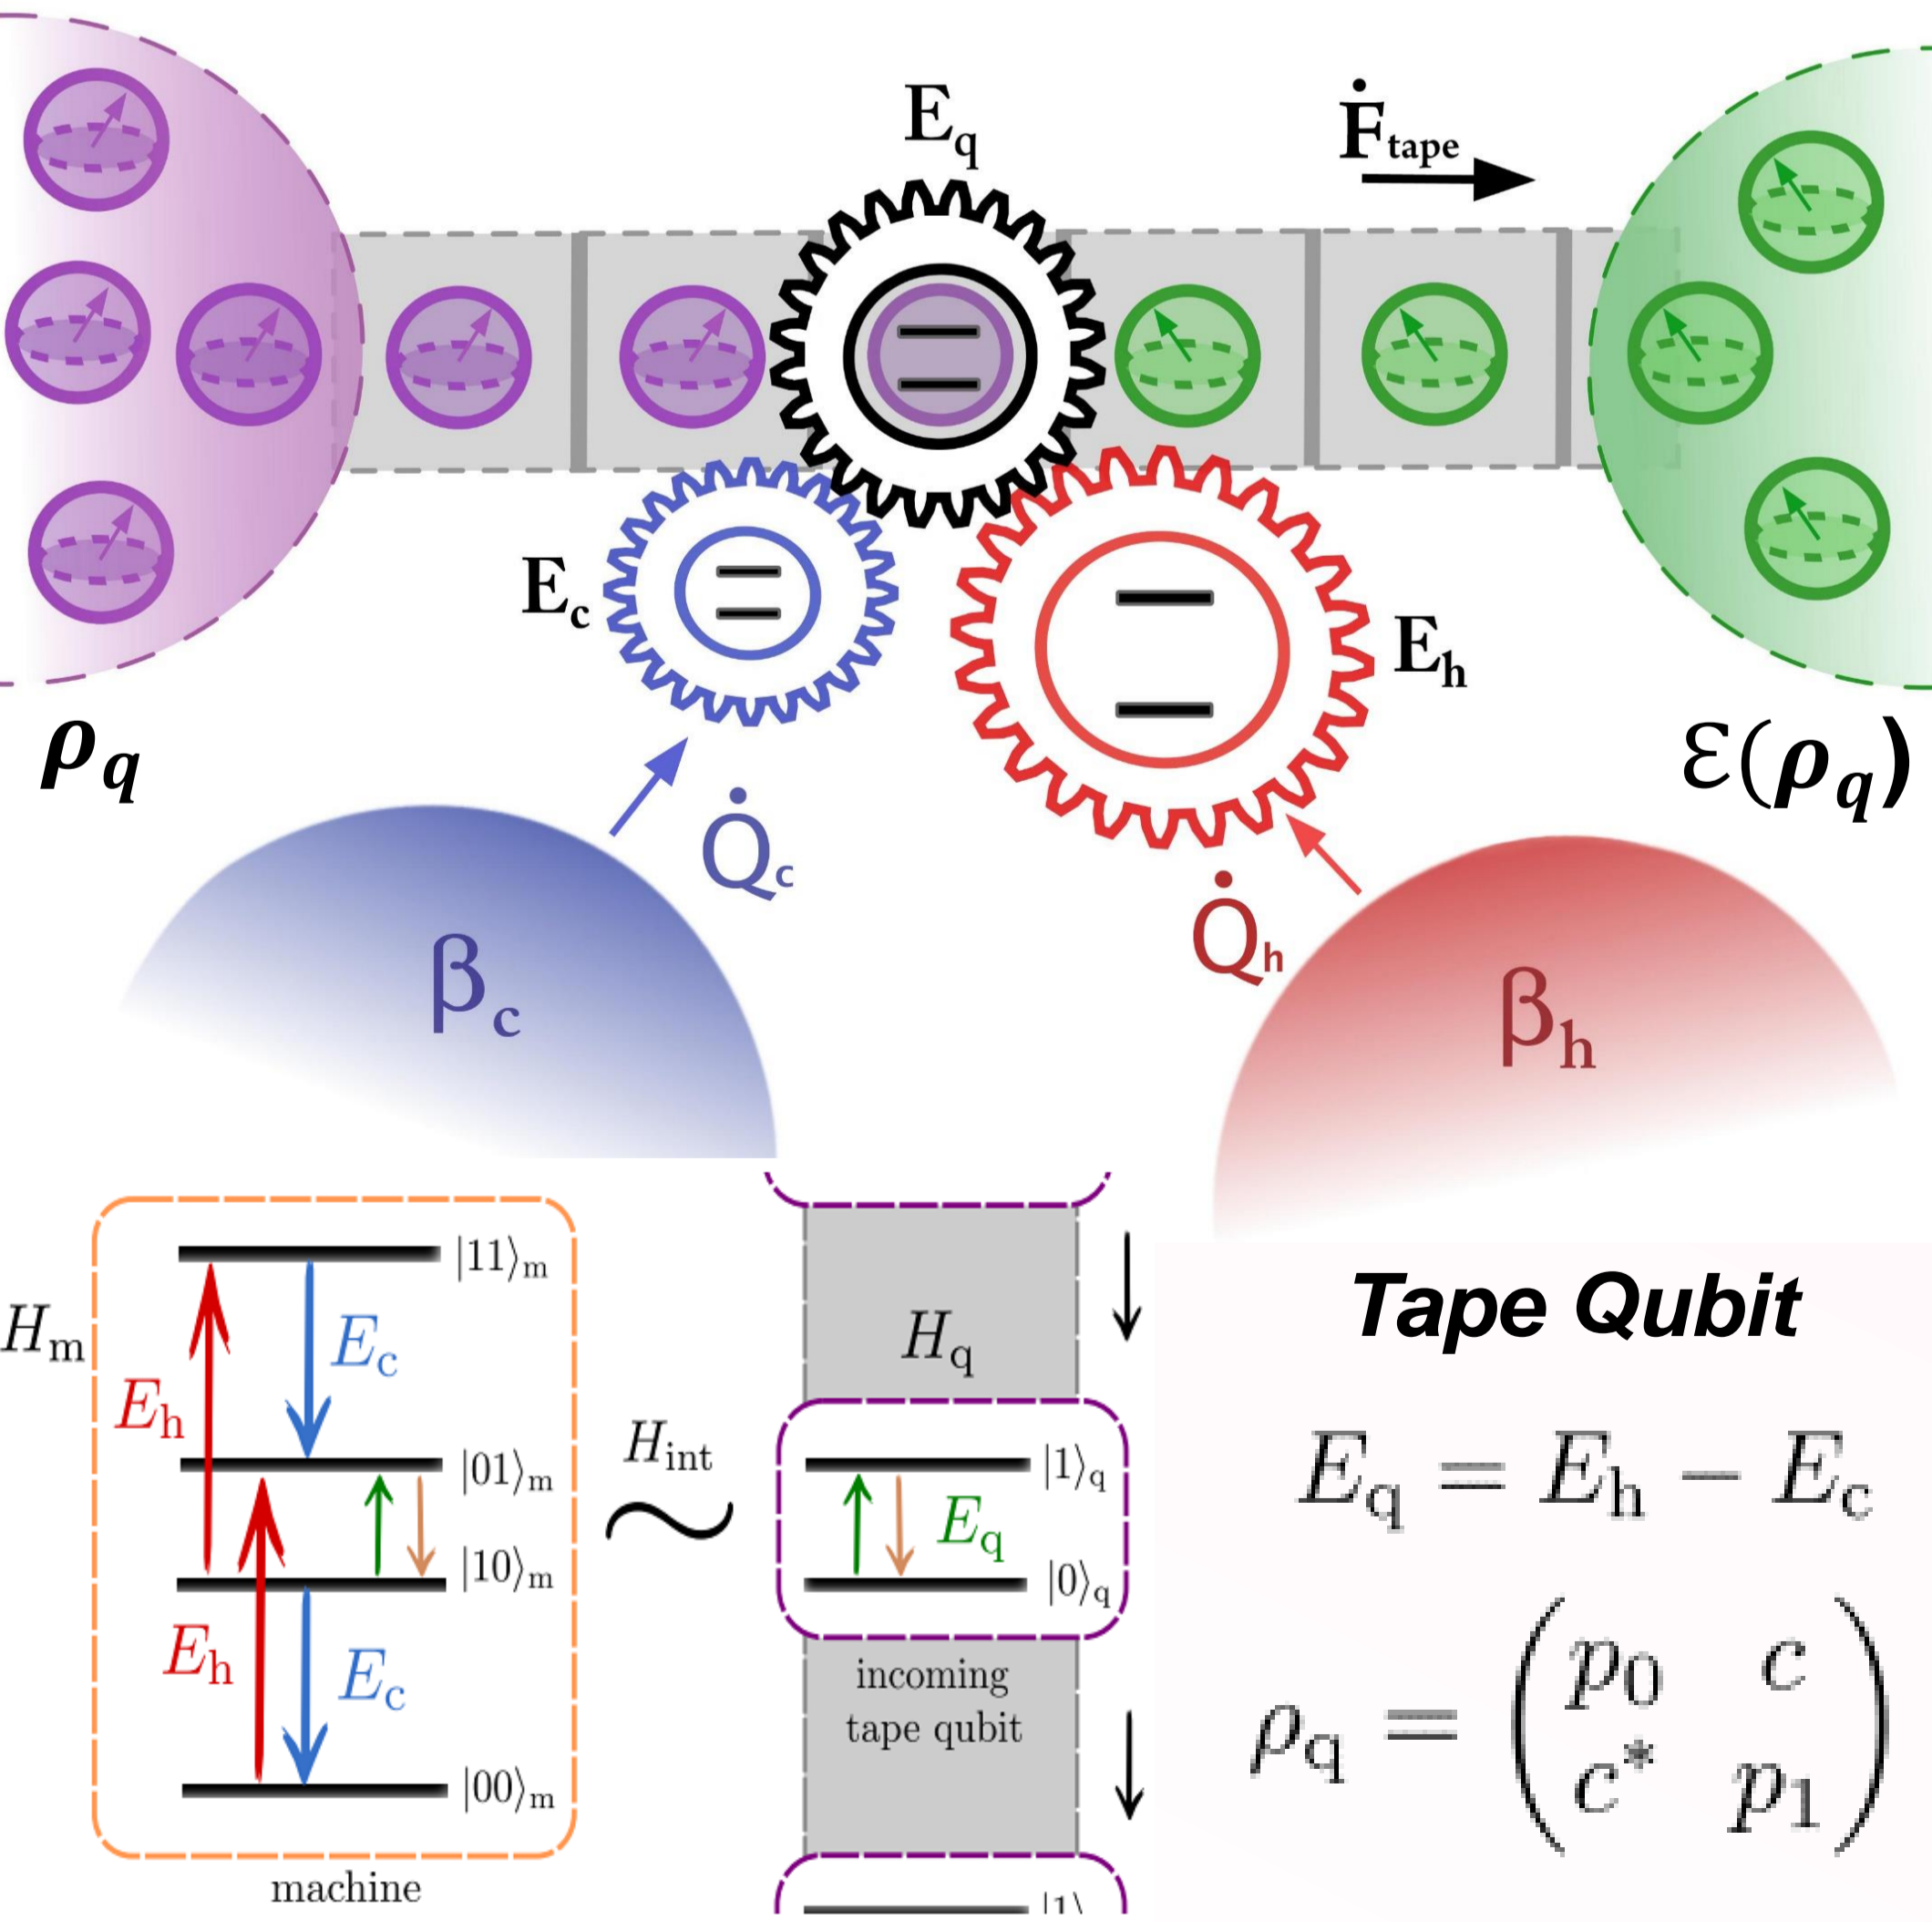 E_q
Ḟ_tape
E_c
E_h
ρ_q
Ɛ(ρ_q)
Q̇_c
Q̇_h
β_c
β_h
|11⟩_m
H_m
E_c
E_h
|01⟩_m
|10⟩_m
E_h
E_c
|00⟩_m
machine
H_int
H_q
|1⟩_q
E_q
|0⟩_q
incoming
tape qubit
|1⟩
Tape Qubit
E_q = E_h − E_c
ρ_q = ( p_0 c
c* p_1 )